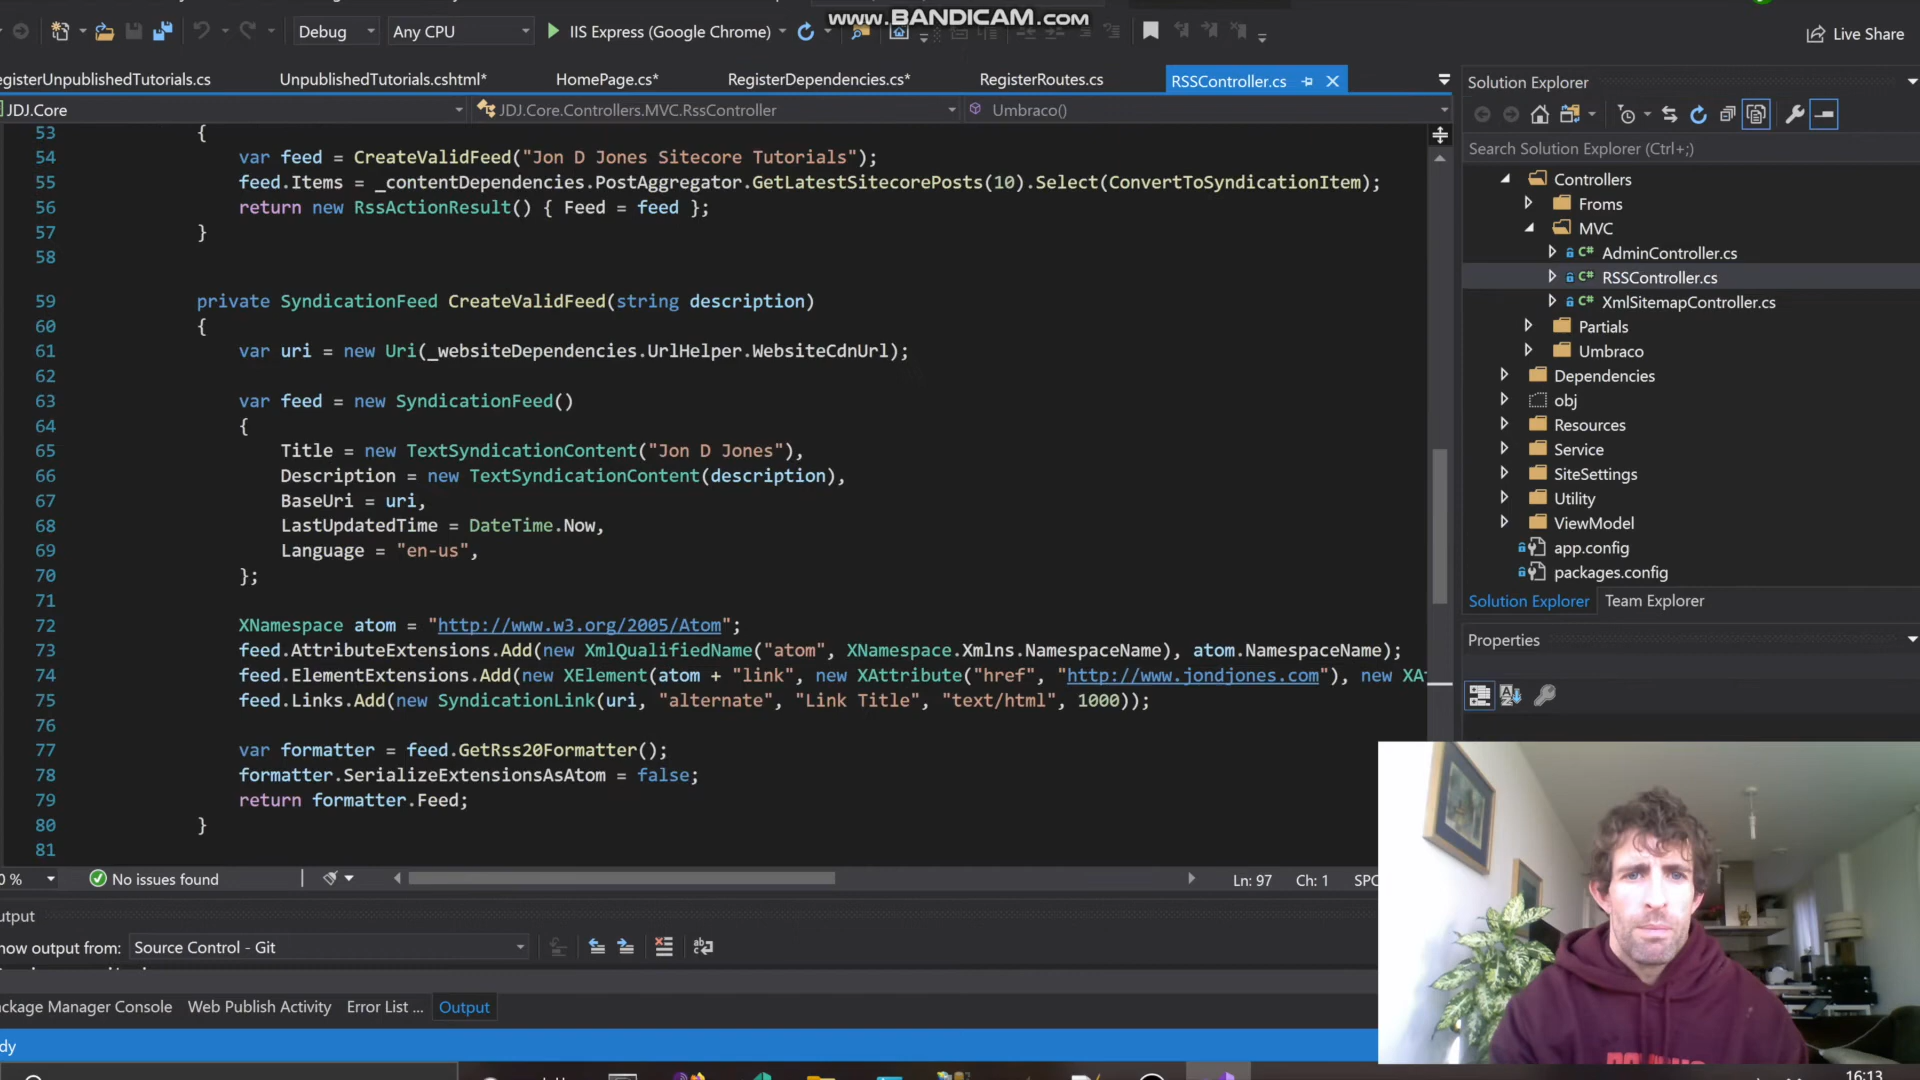 www.BANDICAM.com
Debug
Any CPU
IIS Express (Google Chrome)
Live Share
egisterUnpublishedTutorials.cs
UnpublishedTutorials.cshtml*
HomePage.cs*
RegisterDependencies.cs*
RegisterRoutes.cs
RSSController.cs
JDJ.Core
JDJ.Core.Controllers.MVC.RssController
Umbraco()
53 {
54 var feed = CreateValidFeed("Jon D Jones Sitecore Tutorials");
55 feed.Items = _contentDependencies.PostAggregator.GetLatestSitecorePosts(10).Select(ConvertToSyndicationItem);
56 return new RssActionResult() { Feed = feed };
57 }
58
59 private SyndicationFeed CreateValidFeed(string description)
60 {
61 var uri = new Uri(_websiteDependencies.UrlHelper.WebsiteCdnUrl);
62
63 var feed = new SyndicationFeed()
64 {
65 Title = new TextSyndicationContent("Jon D Jones"),
66 Description = new TextSyndicationContent(description),
67 BaseUri = uri,
68 LastUpdatedTime = DateTime.Now,
69 Language = "en-us",
70 };
71
72 XNamespace atom = "http://www.w3.org/2005/Atom";
73 feed.AttributeExtensions.Add(new XmlQualifiedName("atom", XNamespace.Xmlns.NamespaceName), atom.NamespaceName);
74 feed.ElementExtensions.Add(new XElement(atom + "link", new XAttribute("href", "http://www.jondjones.com"), new XA
75 feed.Links.Add(new SyndicationLink(uri, "alternate", "Link Title", "text/html", 1000));
76
77 var formatter = feed.GetRss20Formatter();
78 formatter.SerializeExtensionsAsAtom = false;
79 return formatter.Feed;
80 }
81
0 %
No issues found
Ln: 97
Ch: 1
SPC
utput
how output from:
Source Control - Git
ackage Manager Console
Web Publish Activity
Error List ...
Output
dy
Solution Explorer
Search Solution Explorer (Ctrl+;)
Controllers
Froms
MVC
C# AdminController.cs
C# RSSController.cs
C# XmlSitemapController.cs
Partials
Umbraco
Dependencies
obj
Resources
Service
SiteSettings
Utility
ViewModel
app.config
packages.config
Solution Explorer
Team Explorer
Properties
16:13